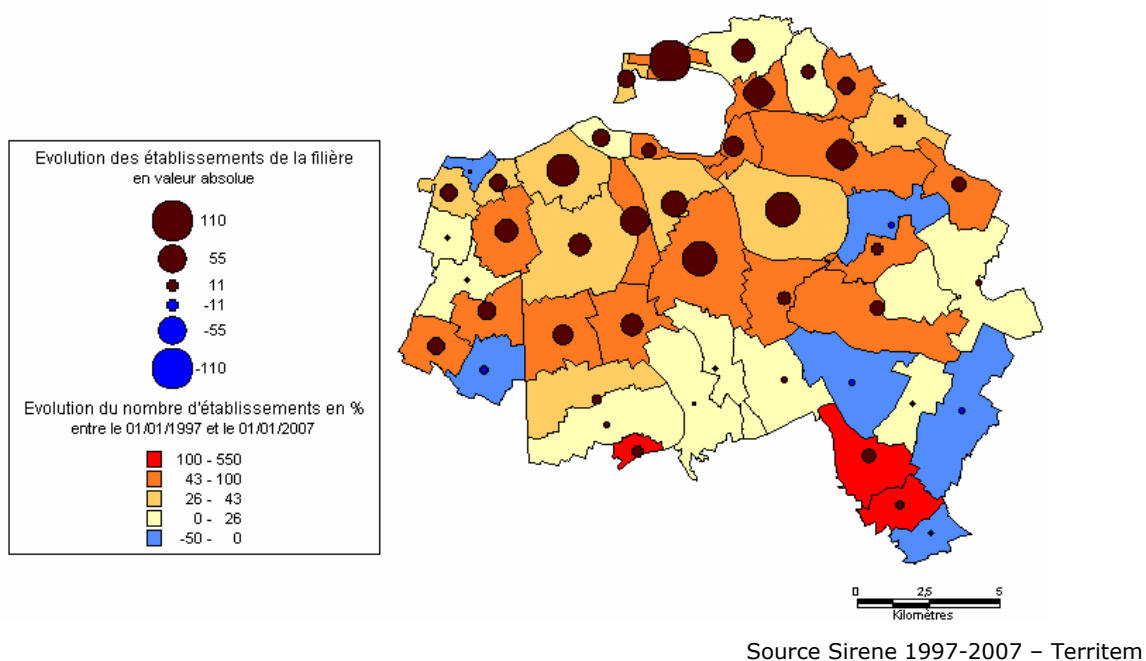 Evolution des établissements de la filière
en valeur absolue
110
55
11
-11
-55
-110
Evolution du nombre d'établissements en %
entre le 01/01/1997 et le 01/01/2007
100 - 550
43 - 100
26 - 43
0 - 26
-50 - 0
0 2,5 5
Kilomètres
Source Sirene 1997-2007 – Territem